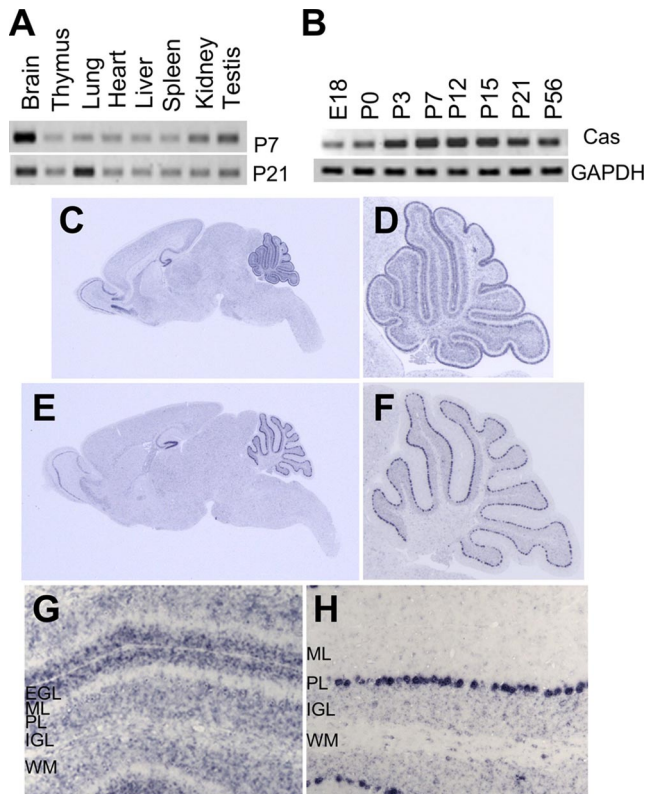 A
Brain
Thymus
Lung
Heart
Liver
Spleen
Kidney
Testis
P7
P21
B
E18
P0
P3
P7
P12
P15
P21
P56
Cas
GAPDH
C
D
E
F
G
EGL
ML
PL
IGL
WM
H
ML
PL
IGL
WM